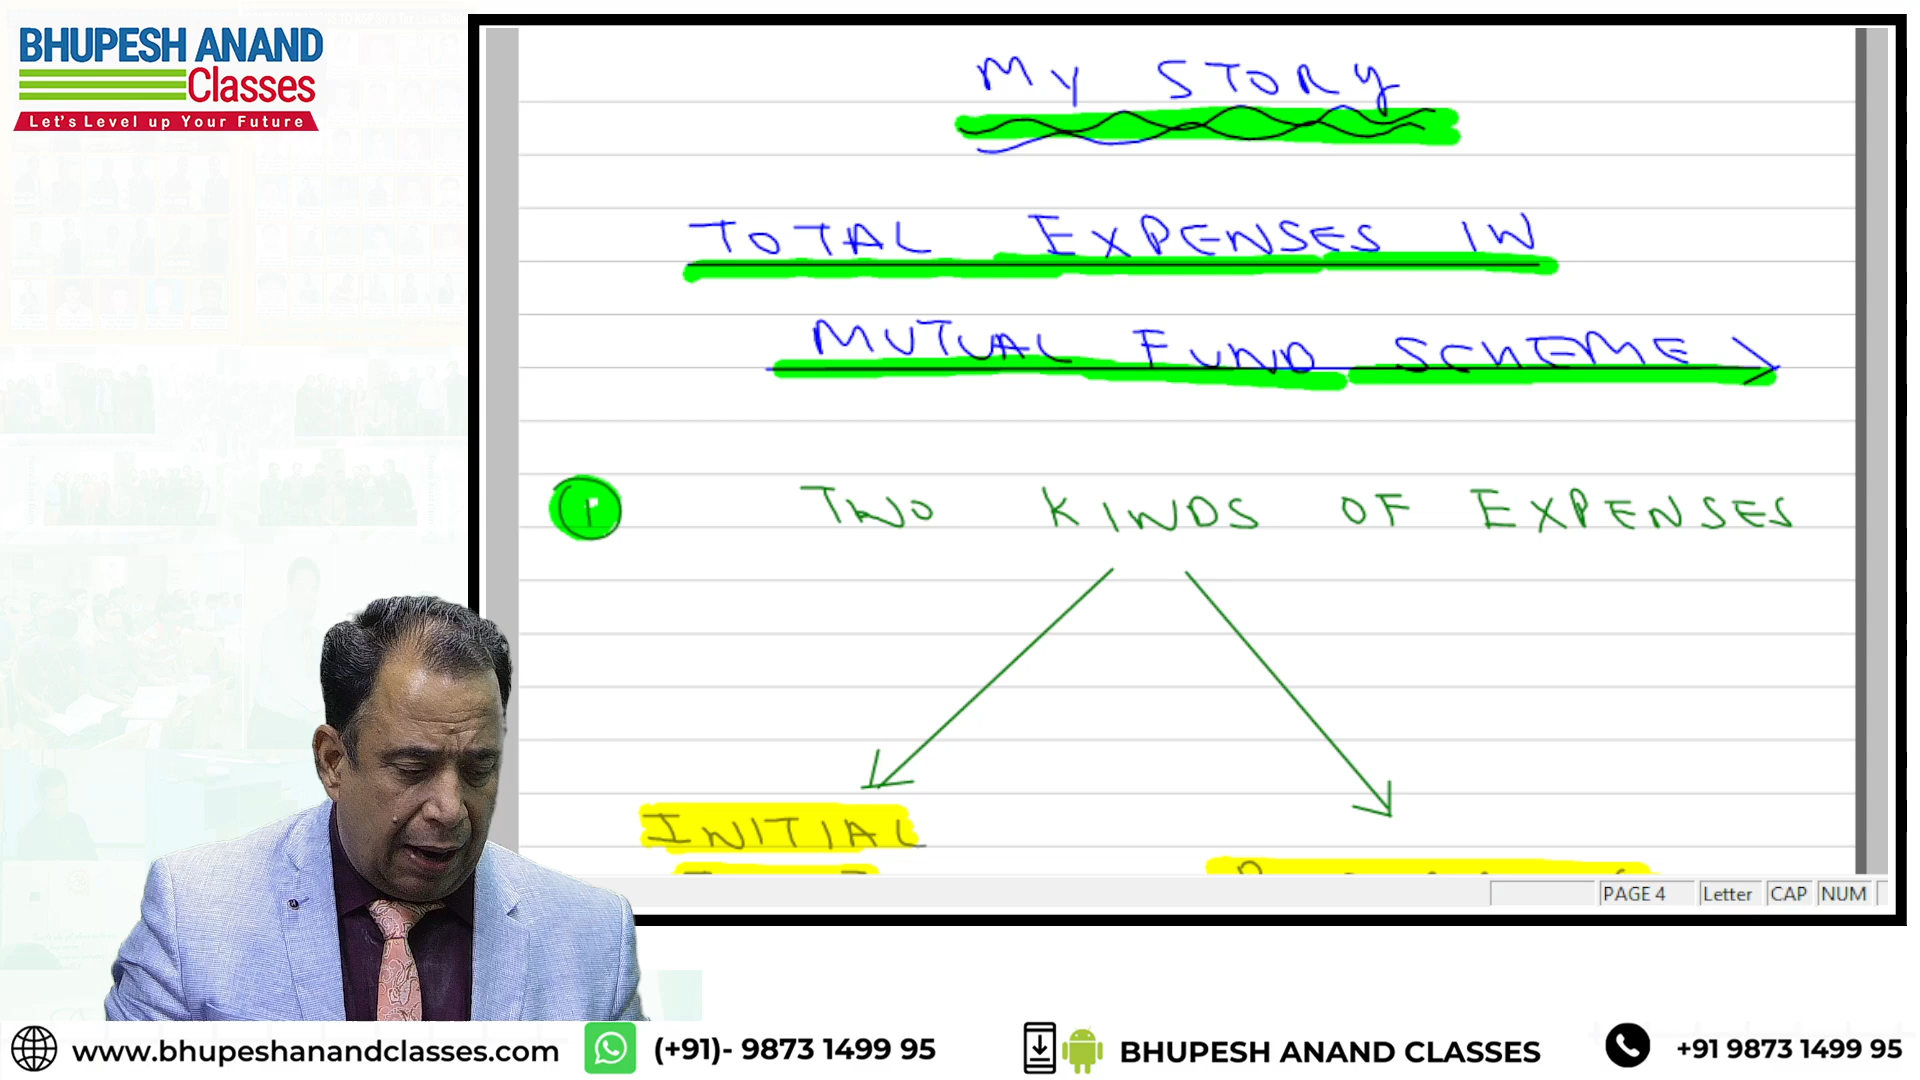 BHUPESH ANAND
Classes
Let's Level up Your Future
MY STORY
TOTAL EXPENSES IN
MUTUAL FUND SCHEME
1 TWO KINDS OF EXPENSES
INITIAL
PAGE 4 Letter CAP NUM
www.bhupeshanandclasses.com (+91)- 9873 1499 95 BHUPESH ANAND CLASSES +91 9873 1499 95